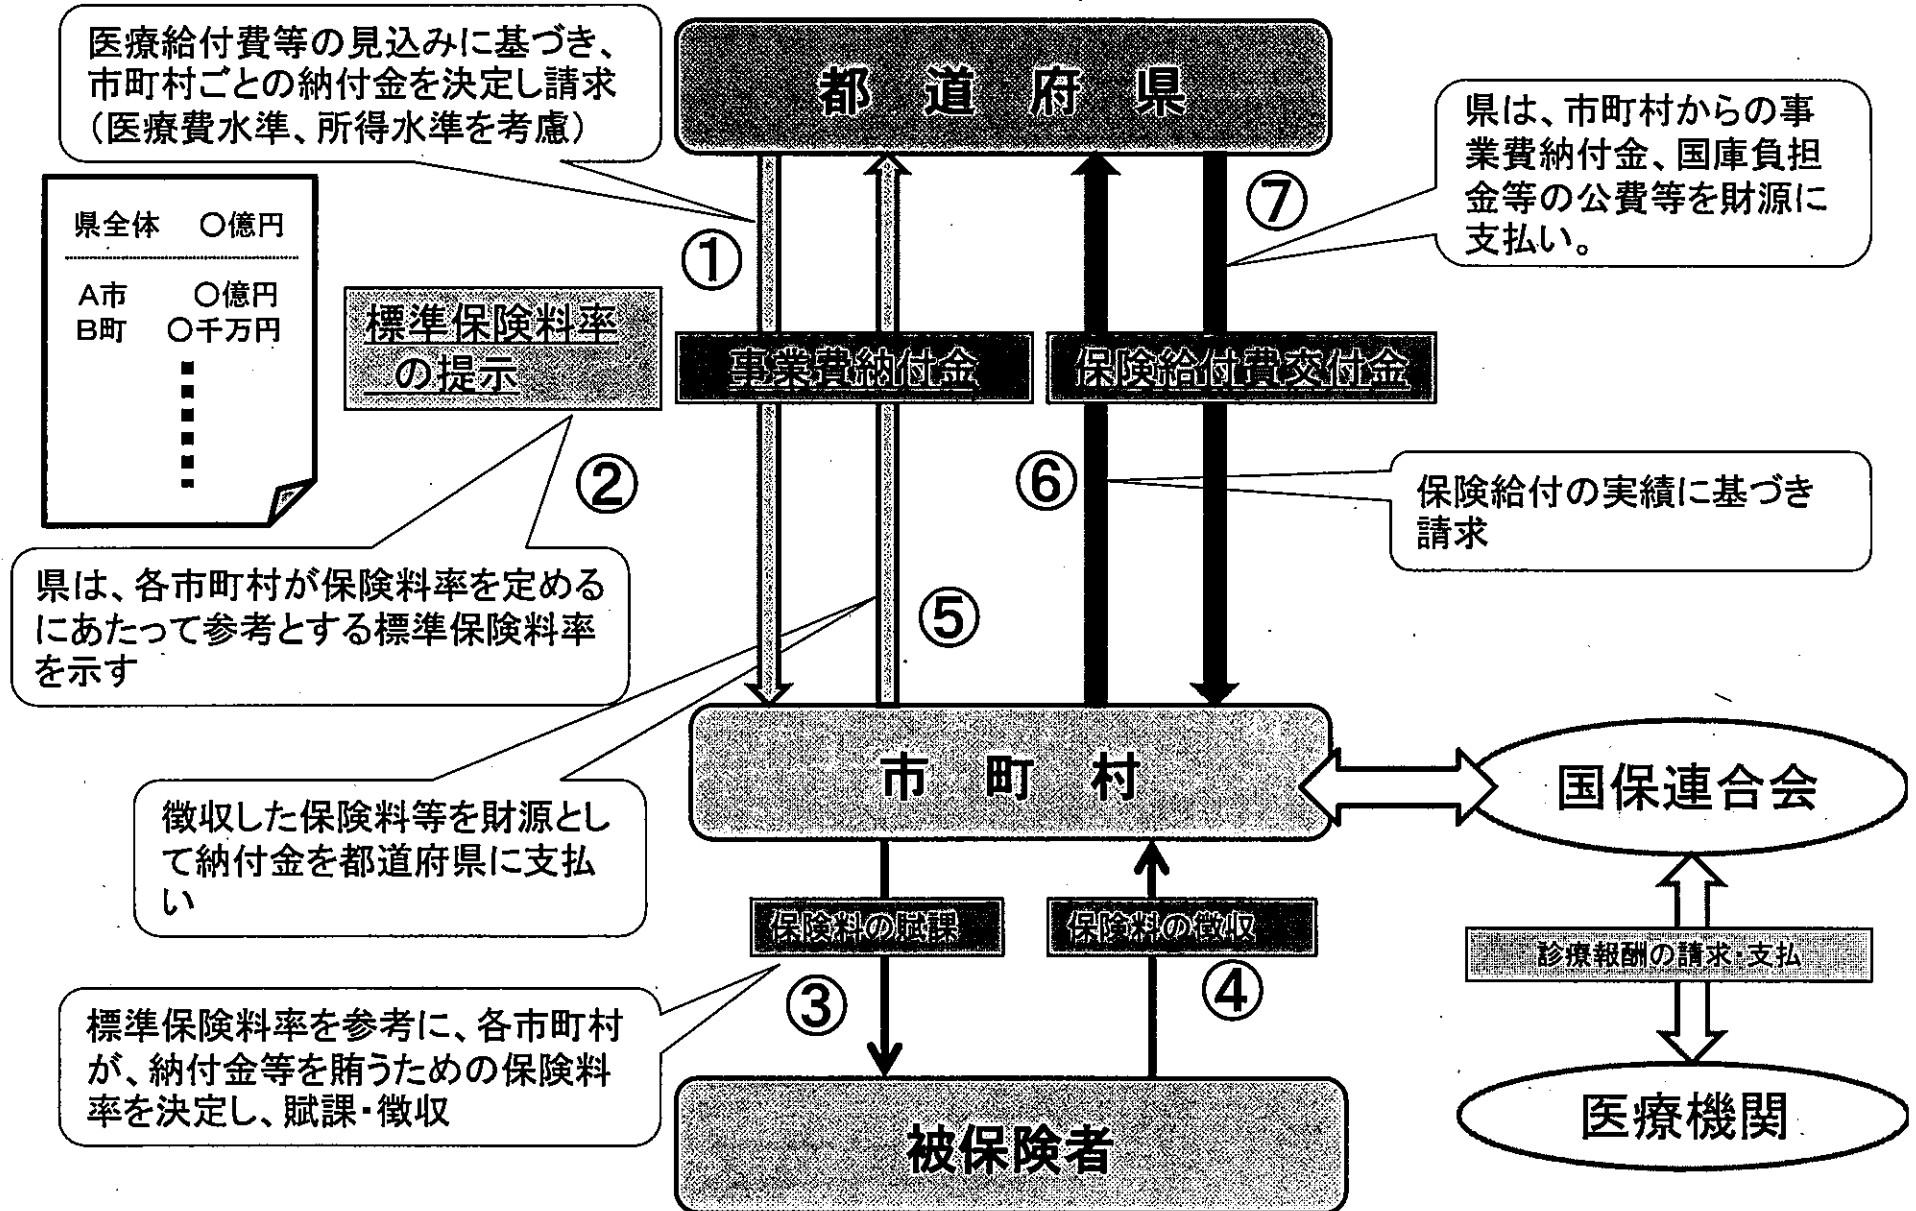 医療給付費等の見込みに基づき、
市町村ごとの納付金を決定し請求
(医療費水準、所得水準を考慮)
都道府県
県は、市町村からの事
業費納付金、国庫負担
金等の公費等を財源に
支払い。
県全体 〇億円
A市 〇億円
B町 〇千万円
①
⑦
標準保険料率
の提示
事業費納付金
保険給付費交付金
②
⑥
保険給付の実績に基づき
請求
県は、各市町村が保険料率を定める
にあたって参考とする標準保険料率
を示す
⑤
市町村
国保連合会
徴収した保険料等を財源とし
て納付金を都道府県に支払
い
保険料の賦課
保険料の徴収
診療報酬の請求・支払
③
④
標準保険料率を参考に、各市町村
が、納付金等を賄うための保険料
率を決定し、賦課・徴収
被保険者
医療機関